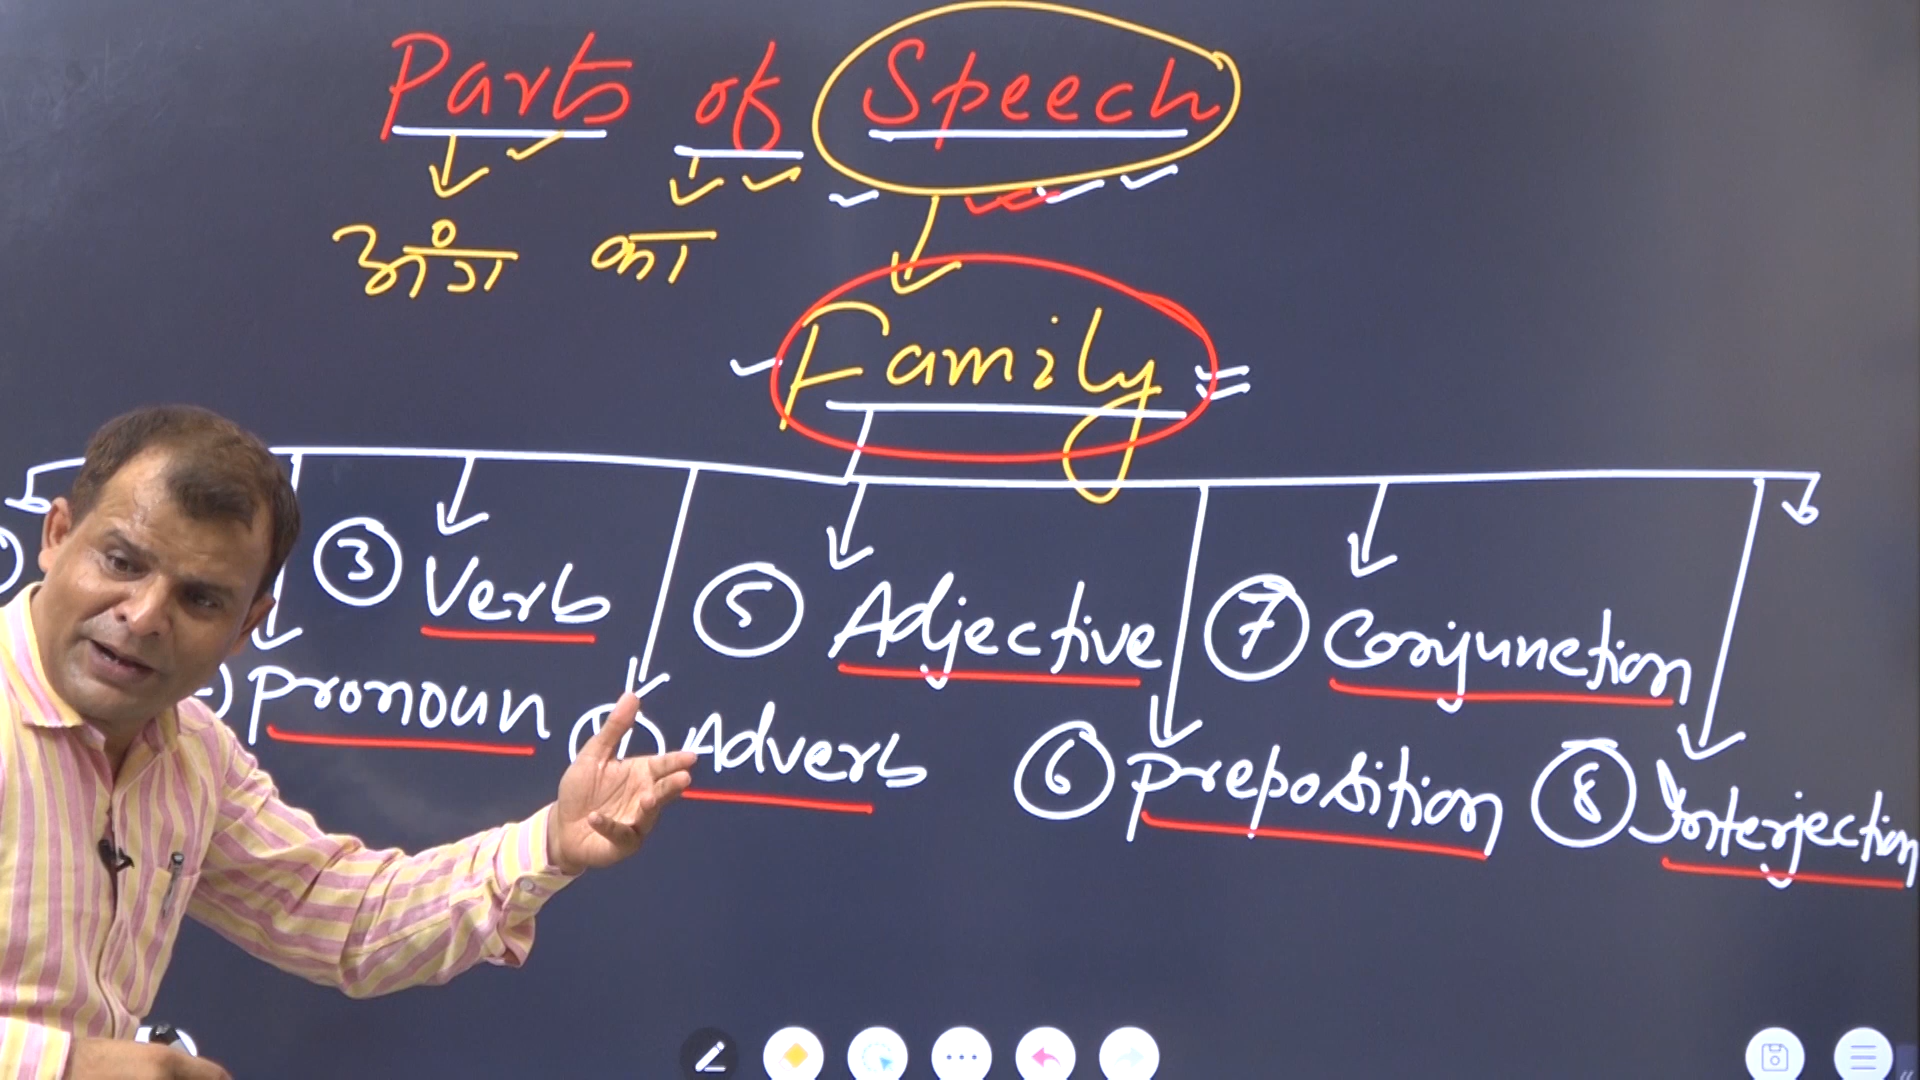 Parts of Speech
अंग का
Family
③ Verb
⑤ Adjective
⑦ Conjunction
Pronoun
Adverb
⑥ Preposition
⑧ Interjection